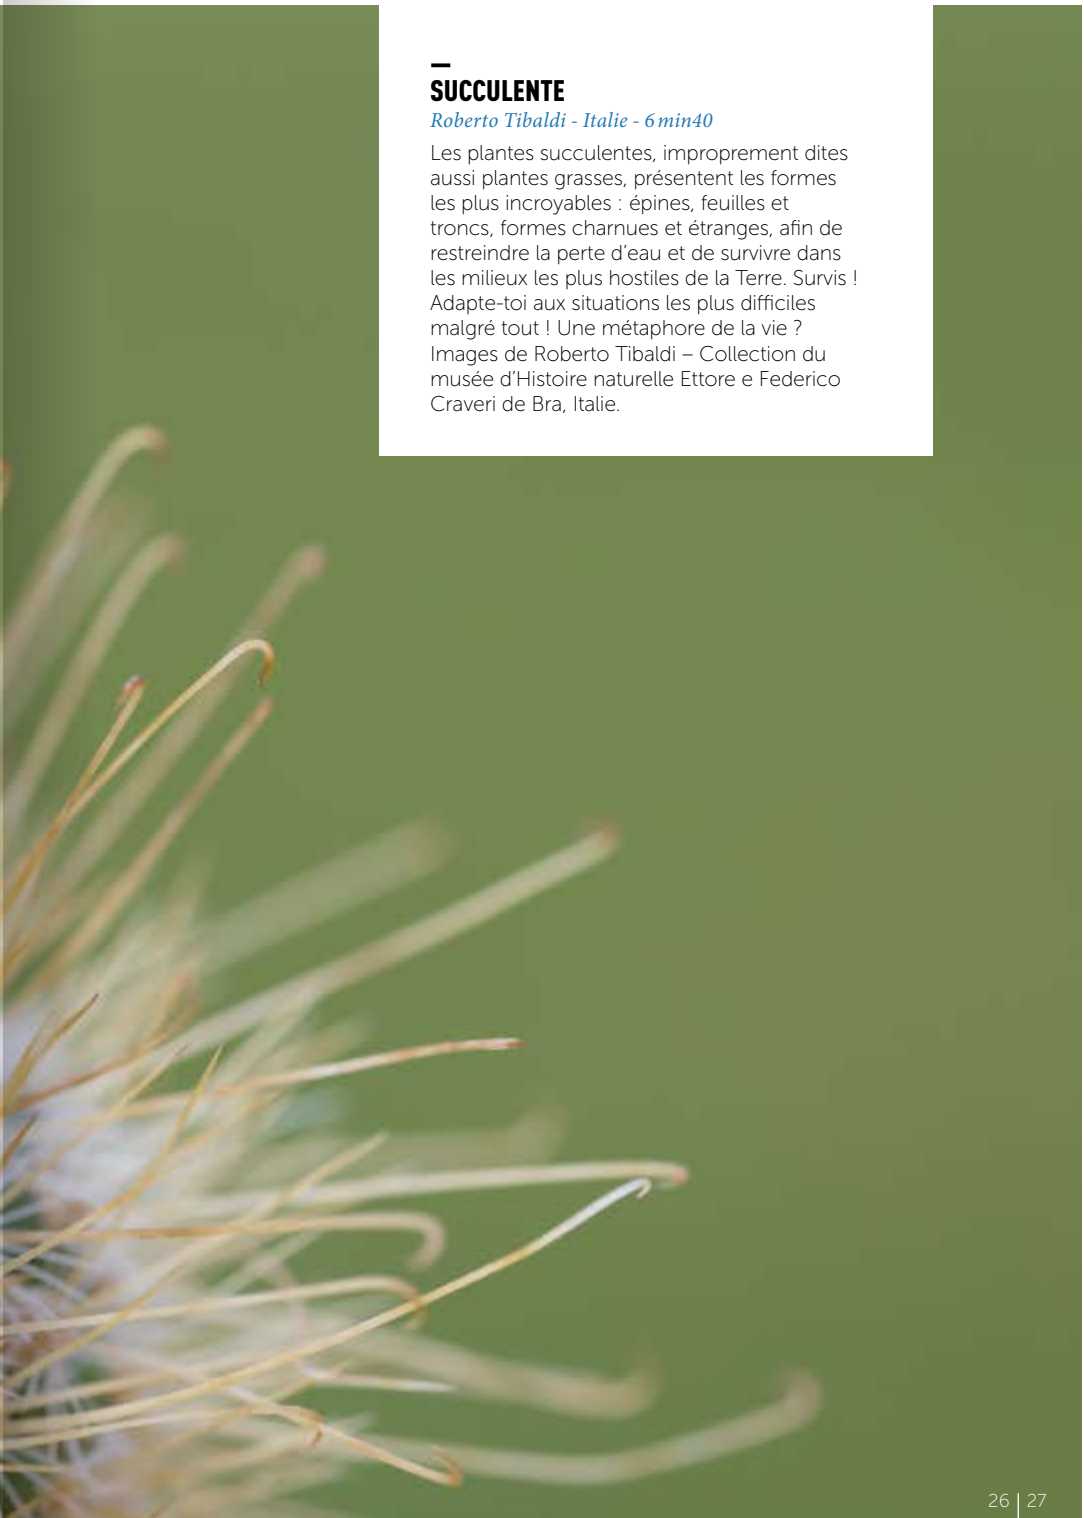 SUCCULENTE
Roberto Tibaldi - Italie - 6 min40
Les plantes succulentes, improprement dites
aussi plantes grasses, présentent les formes
les plus incroyables : épines, feuilles et
troncs, formes charnues et étranges, afin de
restreindre la perte d’eau et de survivre dans
les milieux les plus hostiles de la Terre. Survis !
Adapte-toi aux situations les plus difficiles
malgré tout ! Une métaphore de la vie ?
Images de Roberto Tibaldi – Collection du
musée d’Histoire naturelle Ettore e Federico
Craveri de Bra, Italie.
26 | 27